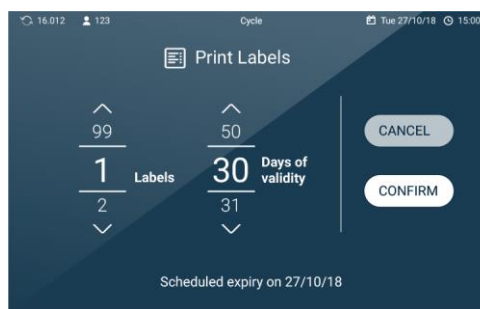 16.012 123 Cycle Tue 27/10/18 15:00
Print Labels
99 50
1 Labels 30 Days of validity
2 31
CANCEL
CONFIRM
Scheduled expiry on 27/10/18